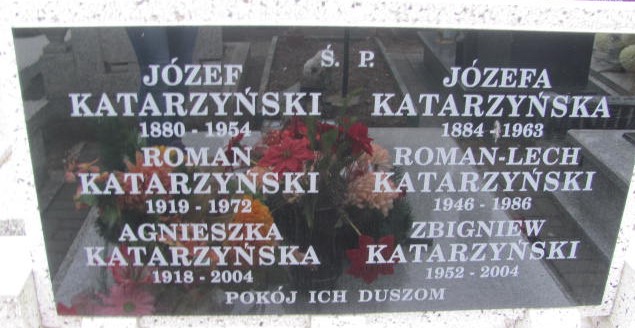 Ś. P.
JÓZEF
KATARZYŃSKI
1880 - 1954
JÓZEFA
KATARZYŃSKA
1884 - 1963
ROMAN
KATARZYŃSKI
1919 - 1972
ROMAN-LECH
KATARZYŃSKI
1946 - 1986
AGNIESZKA
KATARZYŃSKA
1918 - 2004
ZBIGNIEW
KATARZYŃSKI
1952 - 2004
POKÓJ ICH DUSZOM